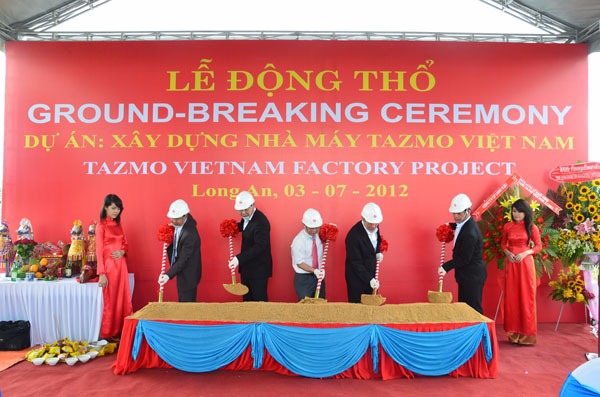 LỄ ĐỘNG THỔ
GROUND-BREAKING CEREMONY
DỰ ÁN: XÂY DỰNG NHÀ MÁY TAZMO VIỆT NAM
TAZMO VIETNAM FACTORY PROJECT
Long An, 03 - 07 - 2012